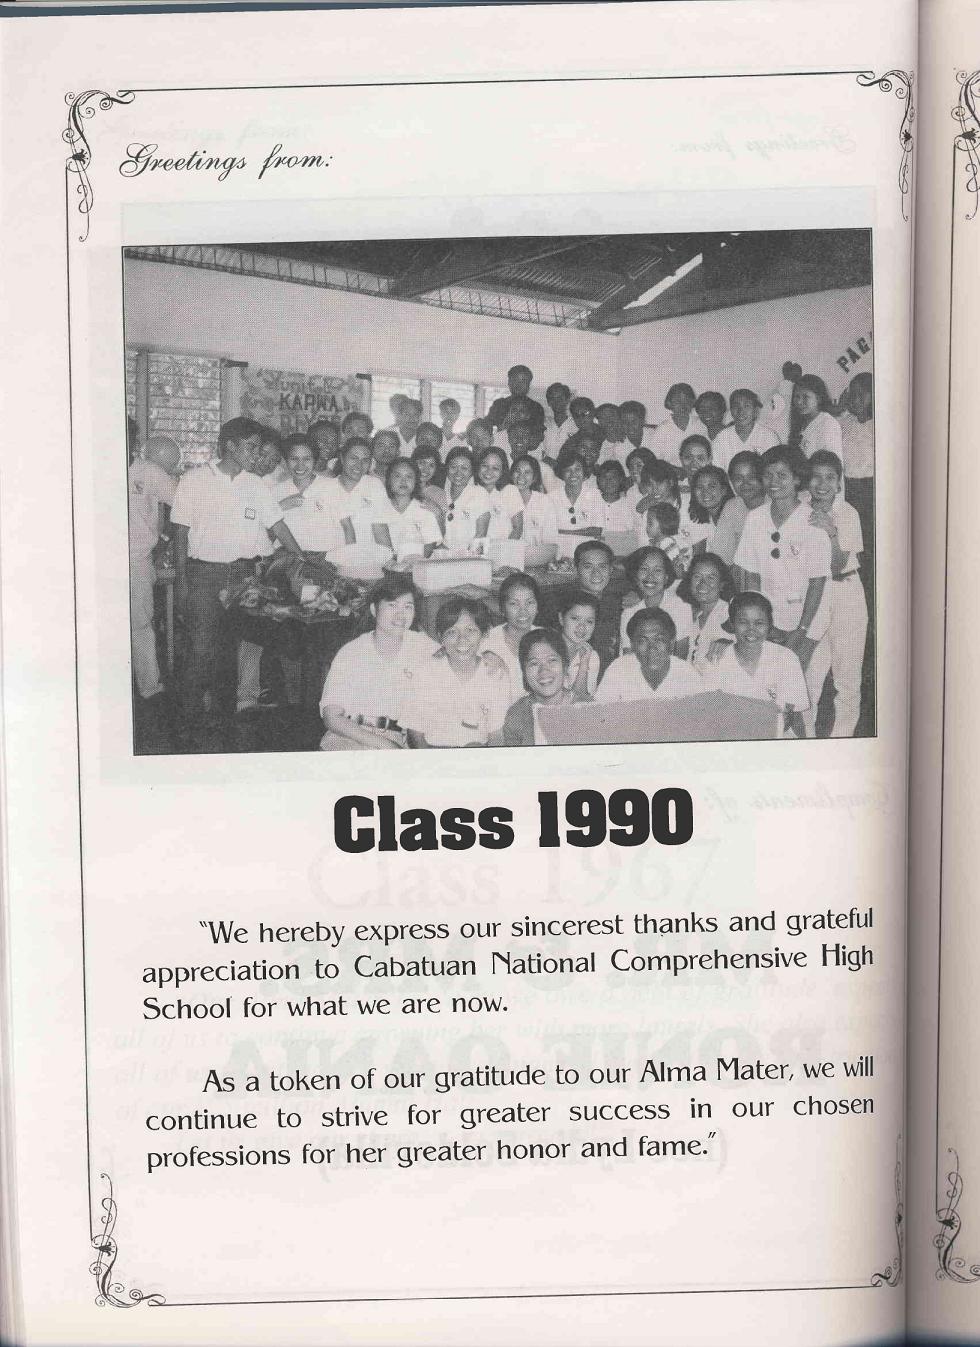 Greetings from:
KAPWA
PAG
Class 1990
"We hereby express our sincerest thanks and grateful
appreciation to Cabatuan National Comprehensive High
School for what we are now.
As a token of our gratitude to our Alma Mater, we will
continue to strive for greater success in our chosen
professions for her greater honor and fame."